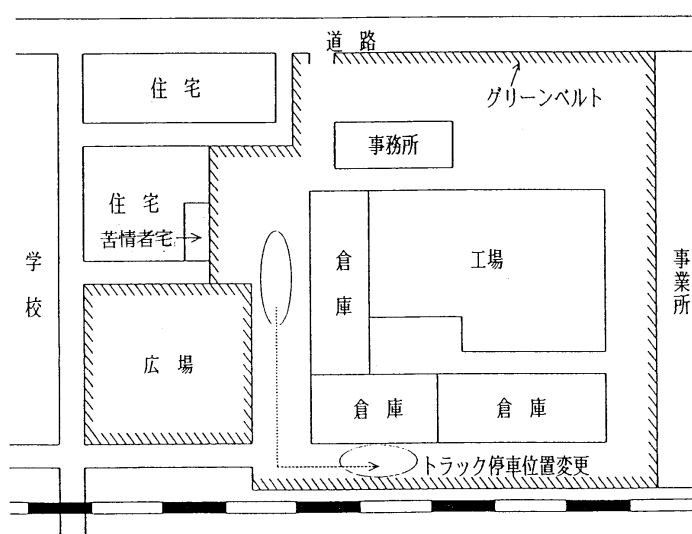 道路
住宅
グリーンベルト
事務所
住宅
苦情者宅
学校
倉庫
工場
事業所
広場
倉庫
倉庫
トラック停車位置変更